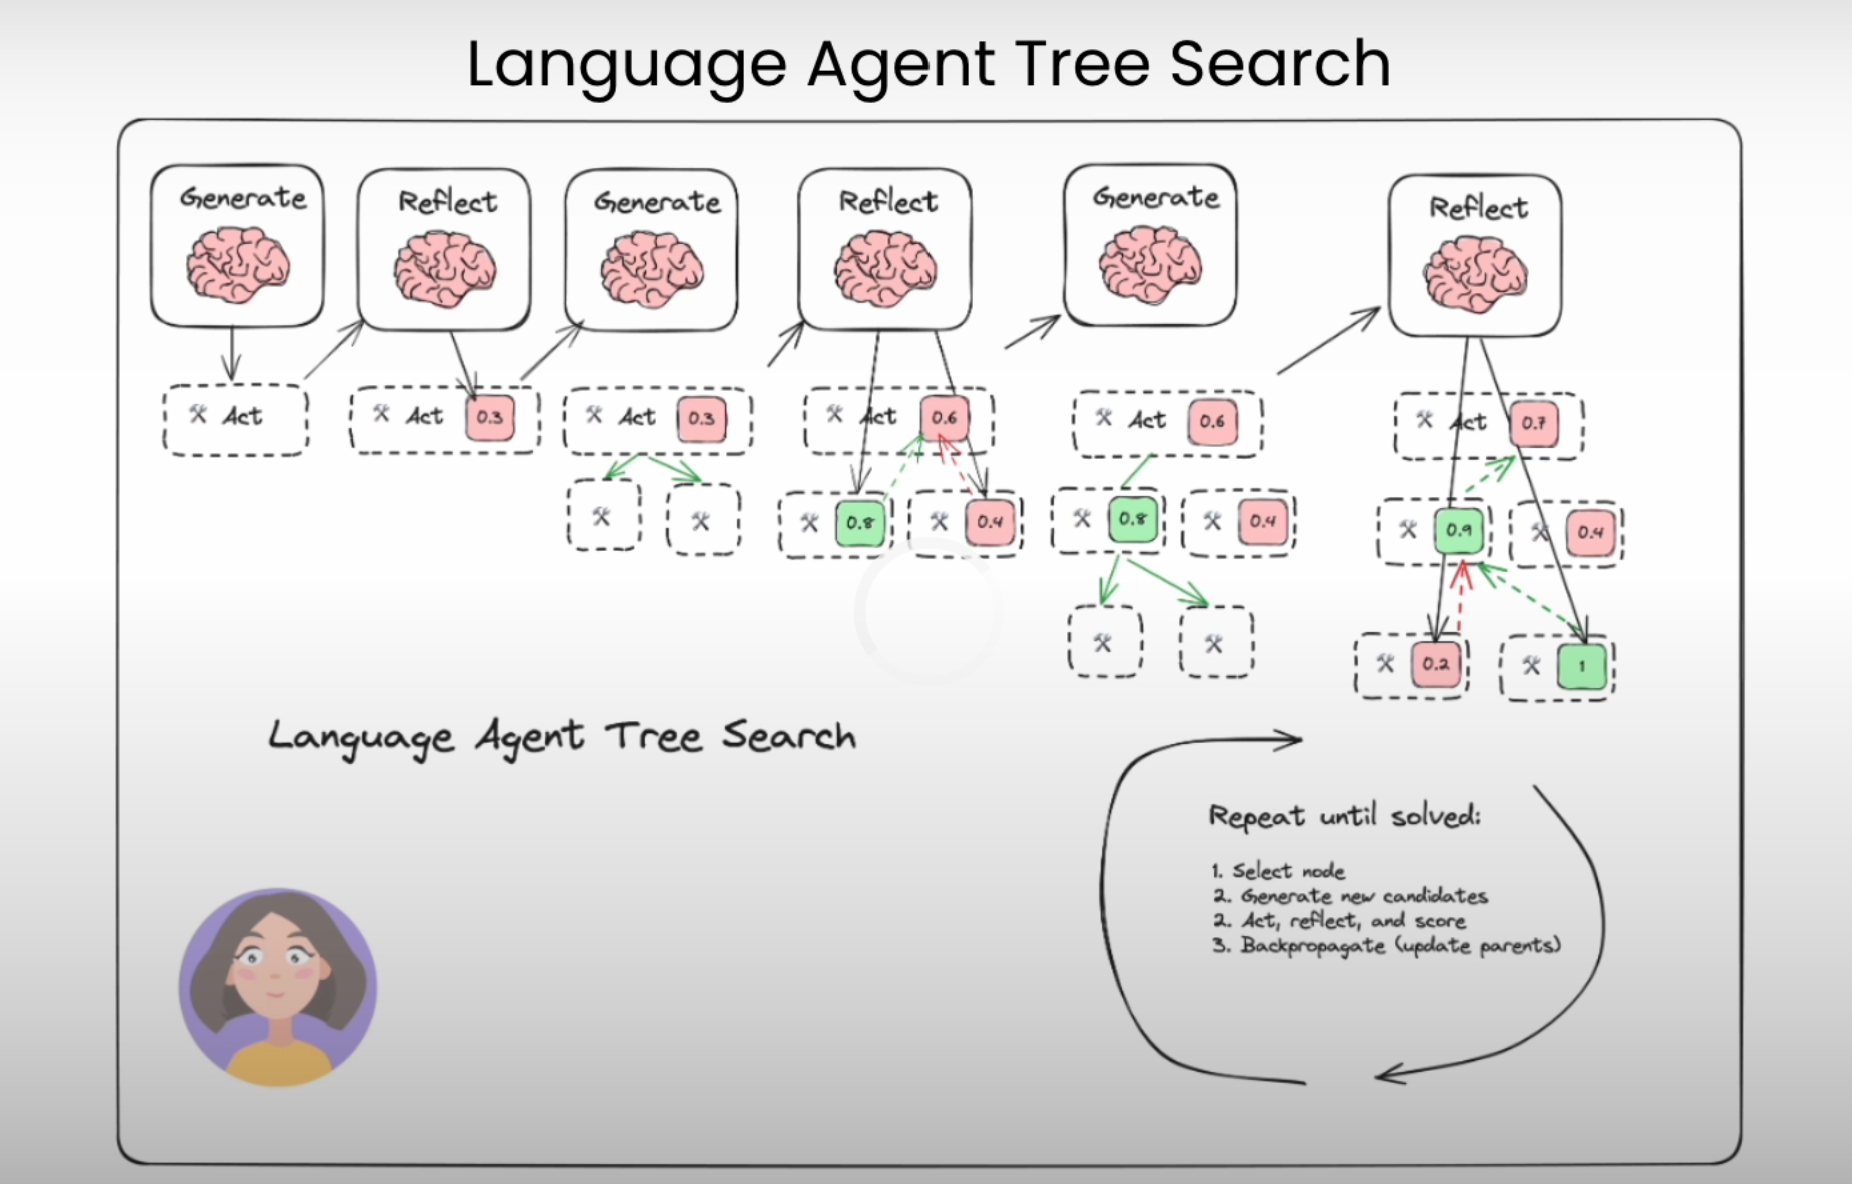 Language Agent Tree Search
Generate
Reflect
Generate
Reflect
Generate
Reflect
Act
Act 0.3
Act 0.3
Act 0.6
0.8
0.4
Act 0.6
0.8
0.4
Act 0.7
0.9
0.4
0.2
1
Language Agent Tree Search
Repeat until solved:
1. Select node
2. Generate new candidates
2. Act, reflect, and score
3. Backpropagate (update parents)